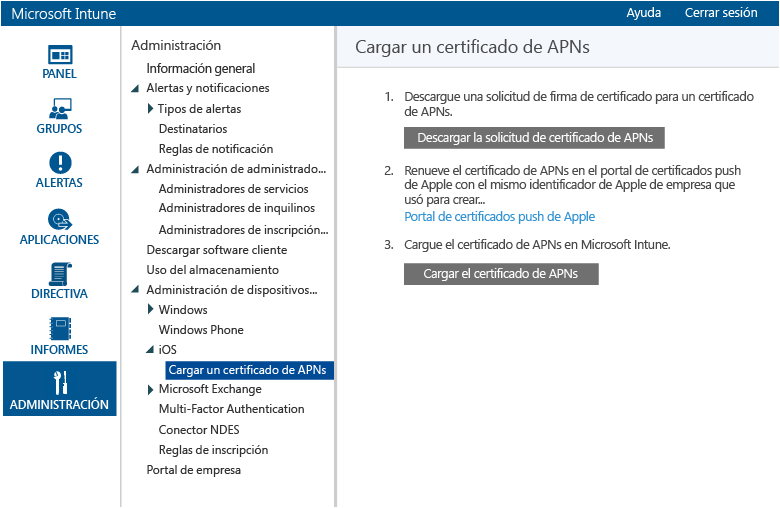 Microsoft Intune
Ayuda
Cerrar sesión
PANEL
GRUPOS
ALERTAS
APLICACIONES
DIRECTIVA
INFORMES
ADMINISTRACIÓN
Administración
Información general
Alertas y notificaciones
Tipos de alertas
Destinatarios
Reglas de notificación
Administración de administrado...
Administradores de servicios
Administradores de inquilinos
Administradores de inscripción...
Descargar software cliente
Uso del almacenamiento
Administración de dispositivos...
Windows
Windows Phone
iOS
Cargar un certificado de APNs
Microsoft Exchange
Multi-Factor Authentication
Conector NDES
Reglas de inscripción
Portal de empresa
Cargar un certificado de APNs
1. Descargue una solicitud de firma de certificado para un certificado
de APNs.
Descargar la solicitud de certificado de APNs
2. Renueve el certificado de APNs en el portal de certificados push
de Apple con el mismo identificador de Apple de empresa que
usó para crear...
Portal de certificados push de Apple
3. Cargue el certificado de APNs en Microsoft Intune.
Cargar el certificado de APNs